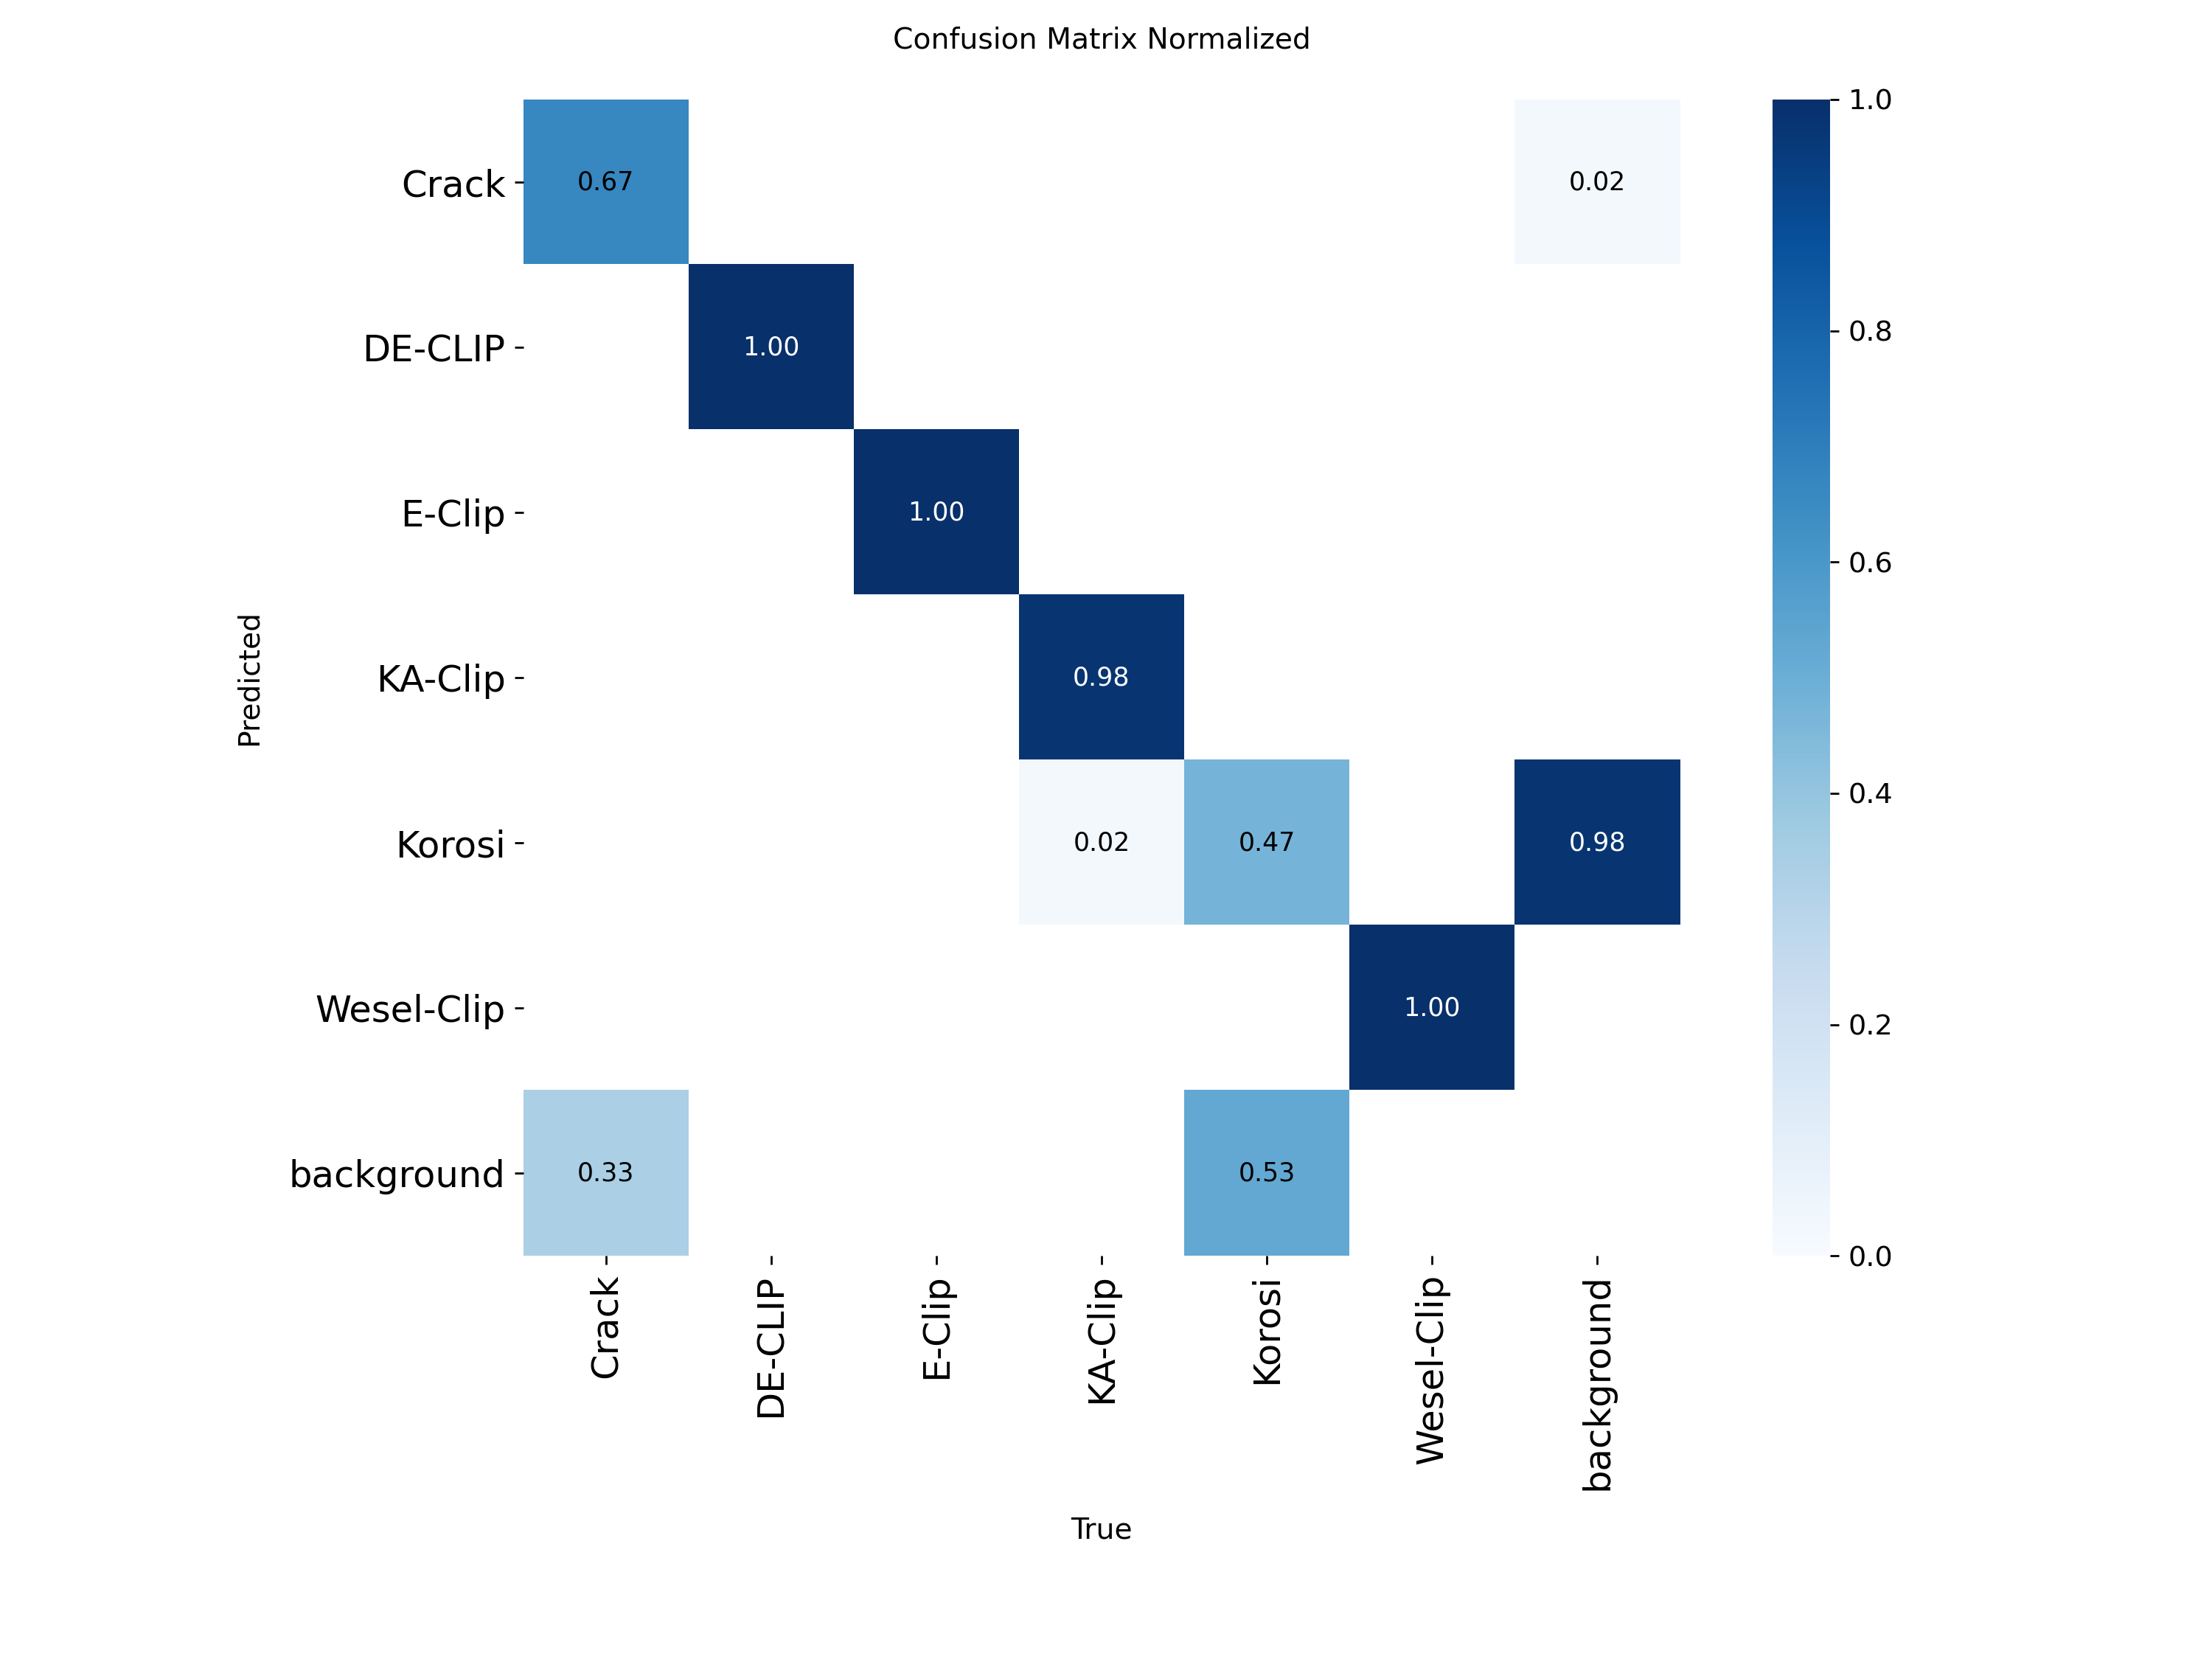 Confusion Matrix Normalized
Predicted
Crack
DE-CLIP
E-Clip
KA-Clip
Korosi
Wesel-Clip
background
0.67
0.02
1.00
1.00
0.98
0.02
0.47
0.98
1.00
0.33
0.53
Crack
DE-CLIP
E-Clip
KA-Clip
Korosi
Wesel-Clip
background
True
1.0
0.8
0.6
0.4
0.2
0.0